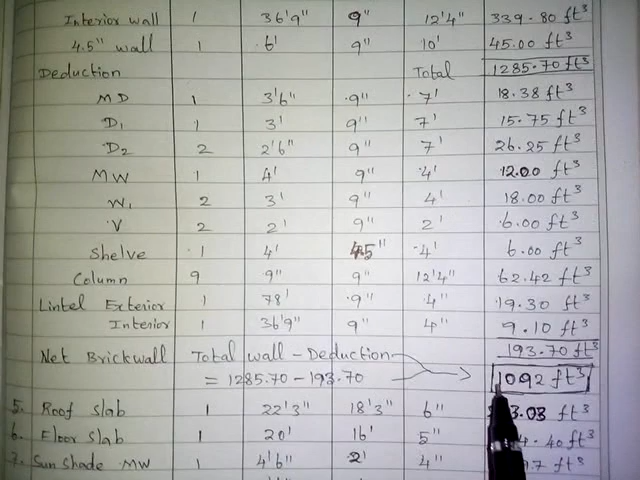 Interior wall 1 36'9" 9" 12'4" 339.80 ft³
4.5" wall 1 6' 9" 10' 45.00 ft³
Deduction Total 1285.70 ft³
MD 1 3'6" 9" 7' 18.38 ft³
D₁ 1 3' 9" 7' 15.75 ft³
D2 2 2'6" 9" 7' 26.25 ft³
MW 1 4' 9" 4' 12.00 ft³
W₁ 2 3' 9" 4' 18.00 ft³
V 2 2' 9" 2' 6.00 ft³
Shelve 1 4' 4.5" 4' 6.00 ft³
Column 9 9" 9" 12'4" 62.42 ft³
Lintel Exterior 1 78' 9" 4" 19.30 ft³
Interior 1 36'9" 9" 4" 9.10 ft³
193.70 ft³
Net Brickwall Total wall - Deduction
= 1285.70 - 193.70 1092 ft³
5. Roof Slab 1 22'3" 18'3" 6" 3.03 ft³
6. Floor Slab 1 20' 16' 5" .40 ft³
7. Sun Shade MW 1 4'6" 2' 4" .7 ft³